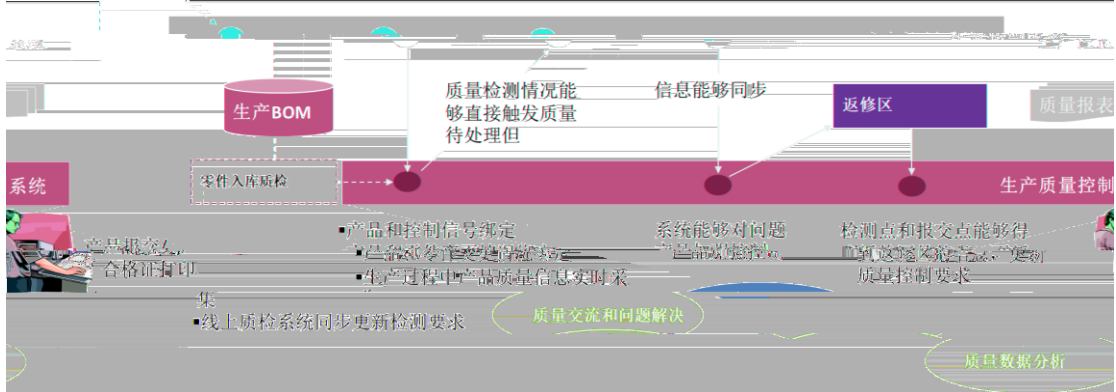 生产BOM
质量检测情况能
够直接触发质量
待处理但
信息能够同步
返修区
质量报表
系统
零件入库质检
生产质量控制
产品报交
合格证打印
▪产品和控制信号绑定
▪生产过程中产品质量信息实时采
集
▪线上质检系统同步更新检测要求
系统能够对问题
检测点和报交点能够得
质量控制要求
质量交流和问题解决
质量数据分析